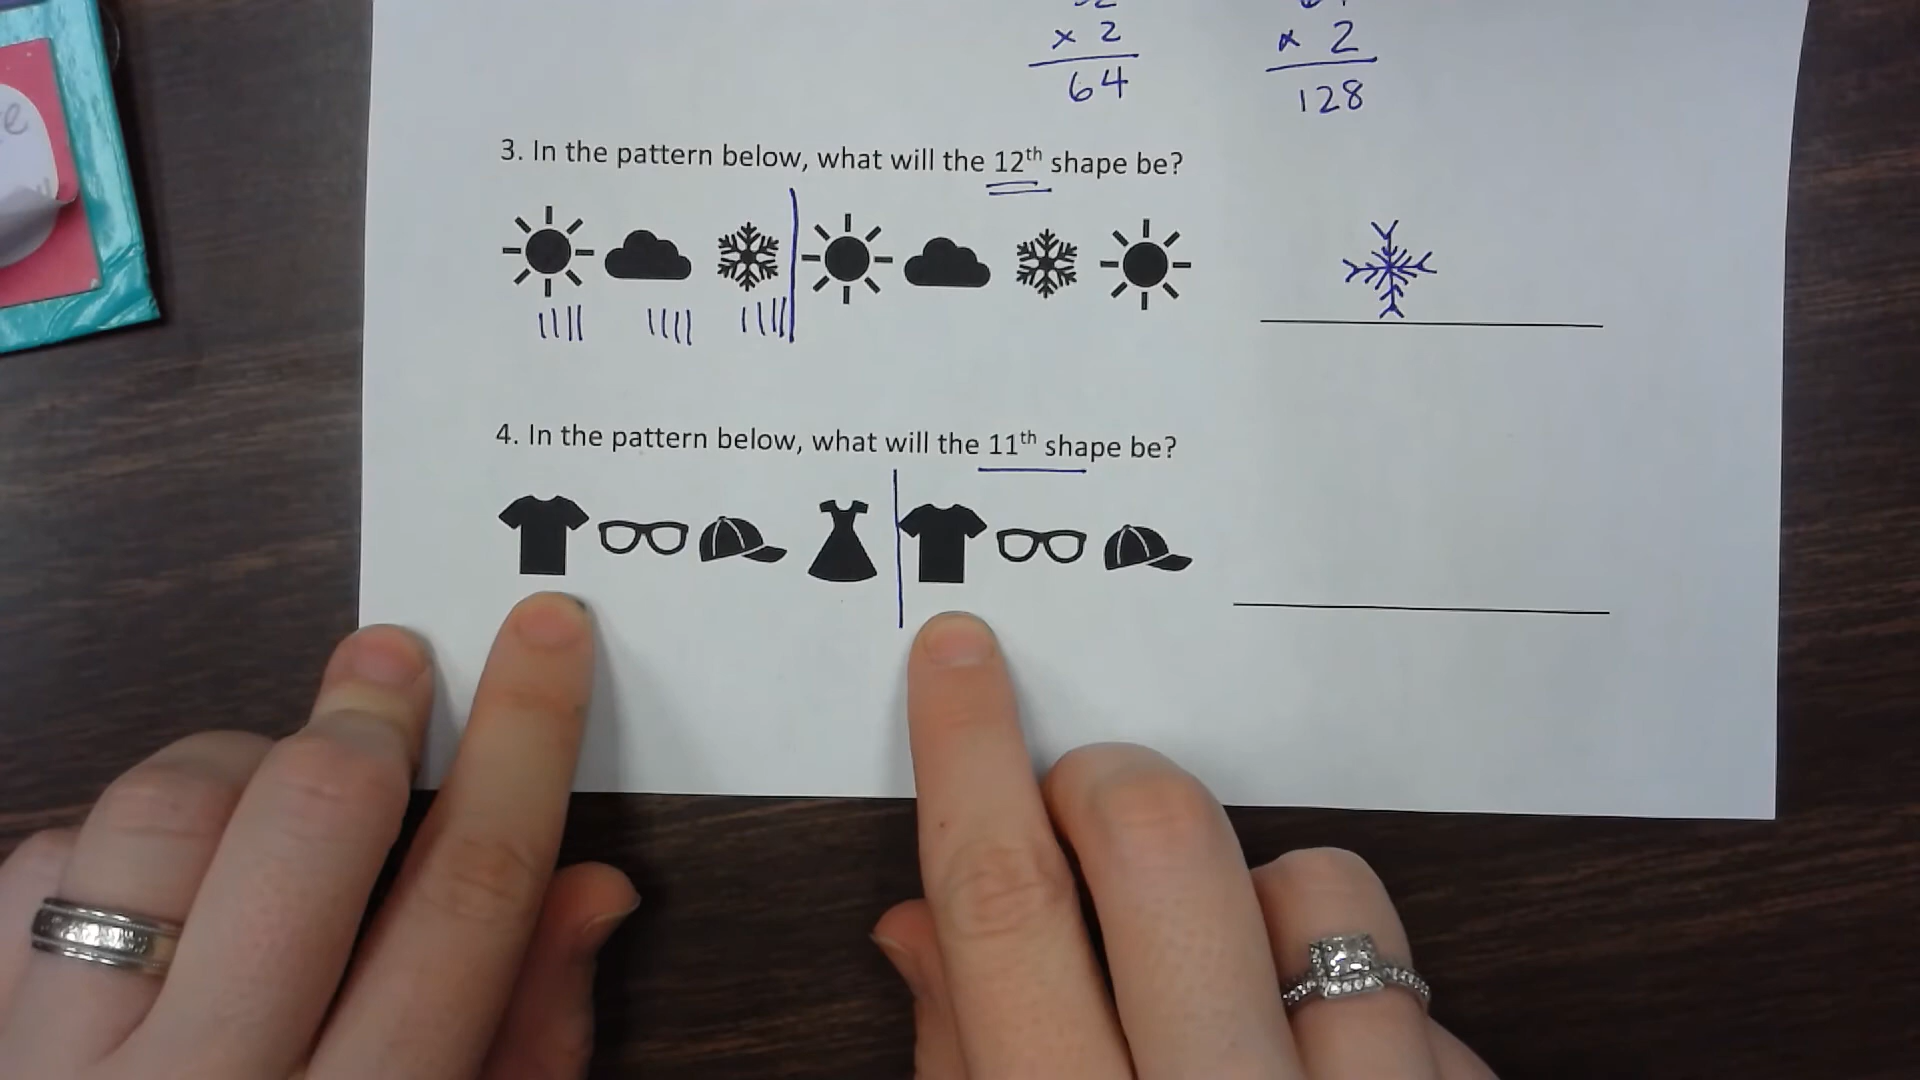 x 2
64
x 2
128
3. In the pattern below, what will the 12th shape be?
4. In the pattern below, what will the 11th shape be?